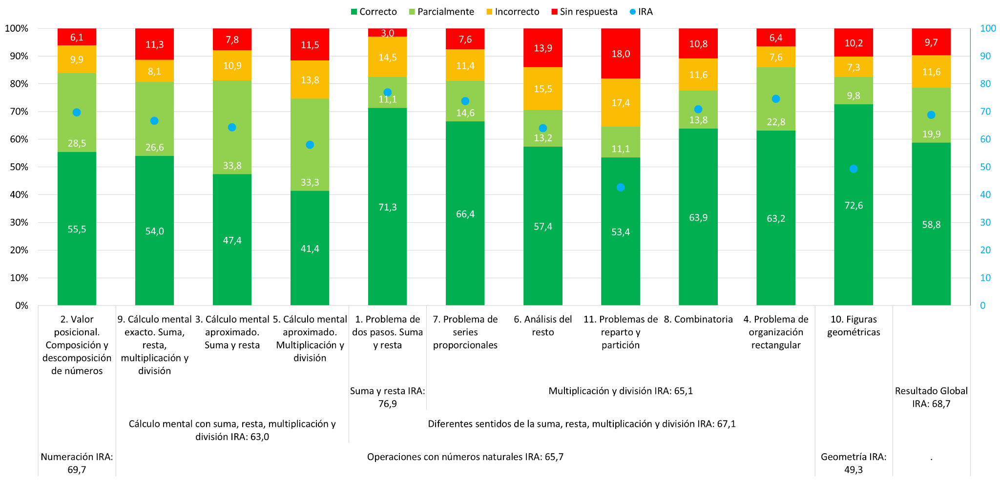 Correcto Parcialmente Incorrecto Sin respuesta IRA
100%
90%
80%
70%
60%
50%
40%
30%
20%
10%
0%
6,1
9,9
28,5
55,5
11,3
8,1
26,6
54,0
7,8
10,9
33,8
47,4
11,5
13,8
33,3
41,4
3,0
14,5
11,1
71,3
7,6
11,4
14,6
66,4
13,9
15,5
13,2
57,4
18,0
17,4
11,1
53,4
10,8
11,6
13,8
63,9
6,4
7,6
22,8
63,2
10,2
7,3
9,8
72,6
9,7
11,6
19,9
58,8
100
90
80
70
60
50
40
30
20
10
0
2. Valor
posicional.
Composición y
descomposición
de números
9. Cálculo mental
exacto. Suma,
resta,
multiplicación y
división
3. Cálculo mental
aproximado.
Suma y resta
5. Cálculo mental
aproximado.
Multiplicación y
división
1. Problema de
dos pasos. Suma
y resta
7. Problema de
series
proporcionales
6. Análisis del
resto
11. Problemas de
reparto y
partición
8. Combinatoria
4. Problema de
organización
rectangular
10. Figuras
geométricas
Suma y resta IRA:
76,9
Multiplicación y división IRA: 65,1
Resultado Global
IRA: 68,7
Cálculo mental con suma, resta, multiplicación y
división IRA: 63,0
Diferentes sentidos de la suma, resta, multiplicación y división IRA: 67,1
Numeración IRA:
69,7
Operaciones con números naturales IRA: 65,7
Geometría IRA:
49,3
.